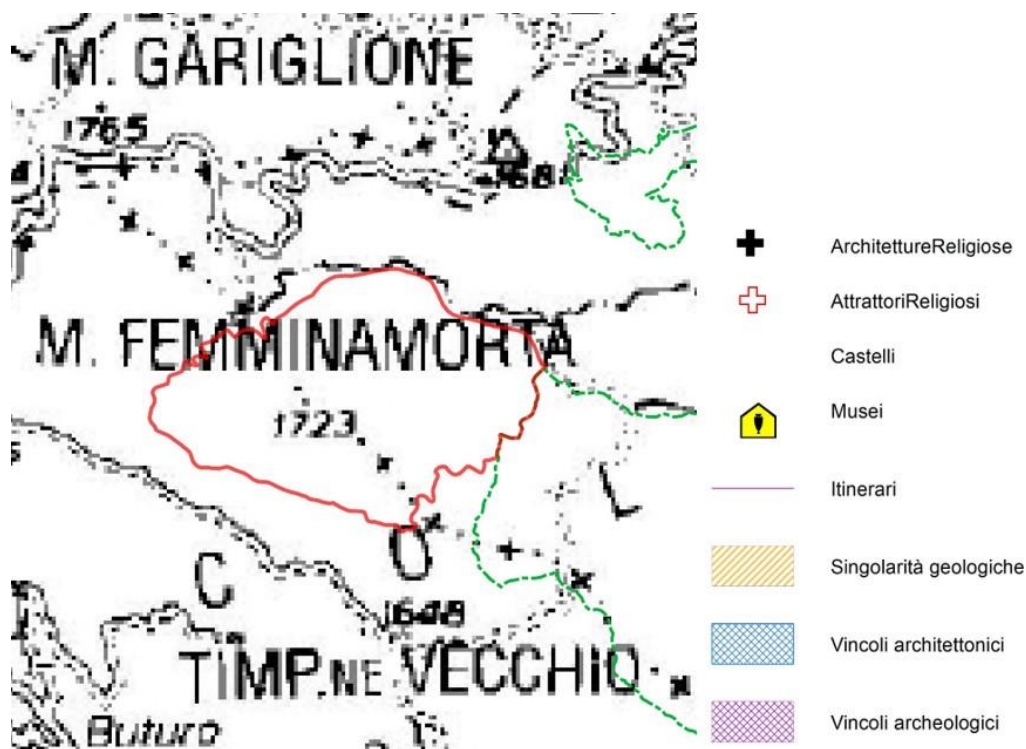 M. GARIGLIONE
1765
M. FEMMINAMORTA
1723
C
O
L
1648
TIMP.NE VECCHIO
Buturo
ArchitettureReligiose
AttrattoriReligiosi
Castelli
Musei
Itinerari
Singolarità geologiche
Vincoli architettonici
Vincoli archeologici